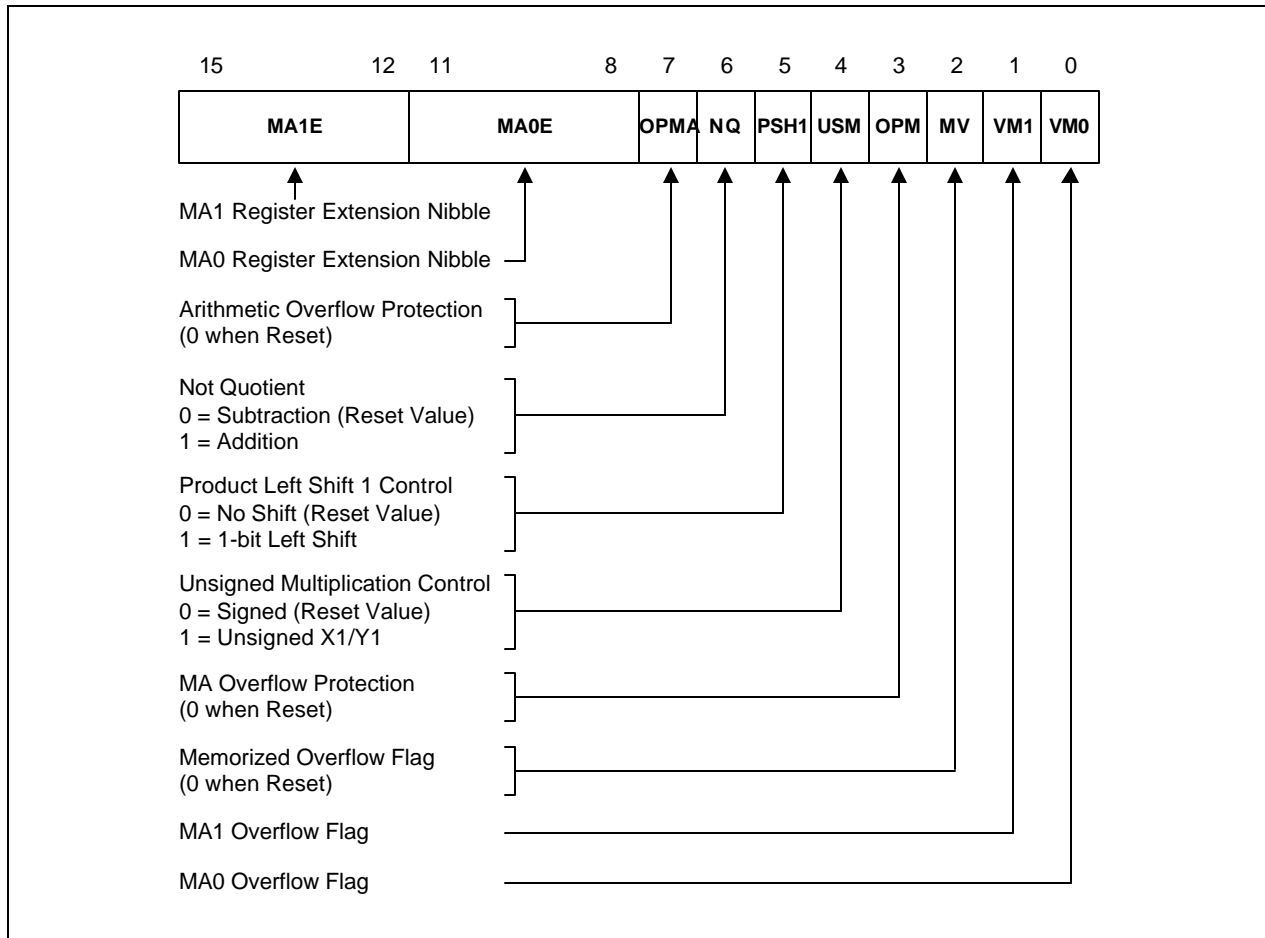 15 12 11 8 7 6 5 4 3 2 1 0
MA1E MA0E OPMA NQ PSH1 USM OPM MV VM1 VM0
MA1 Register Extension Nibble
MA0 Register Extension Nibble
Arithmetic Overflow Protection
(0 when Reset)
Not Quotient
0 = Subtraction (Reset Value)
1 = Addition
Product Left Shift 1 Control
0 = No Shift (Reset Value)
1 = 1-bit Left Shift
Unsigned Multiplication Control
0 = Signed (Reset Value)
1 = Unsigned X1/Y1
MA Overflow Protection
(0 when Reset)
Memorized Overflow Flag
(0 when Reset)
MA1 Overflow Flag
MA0 Overflow Flag